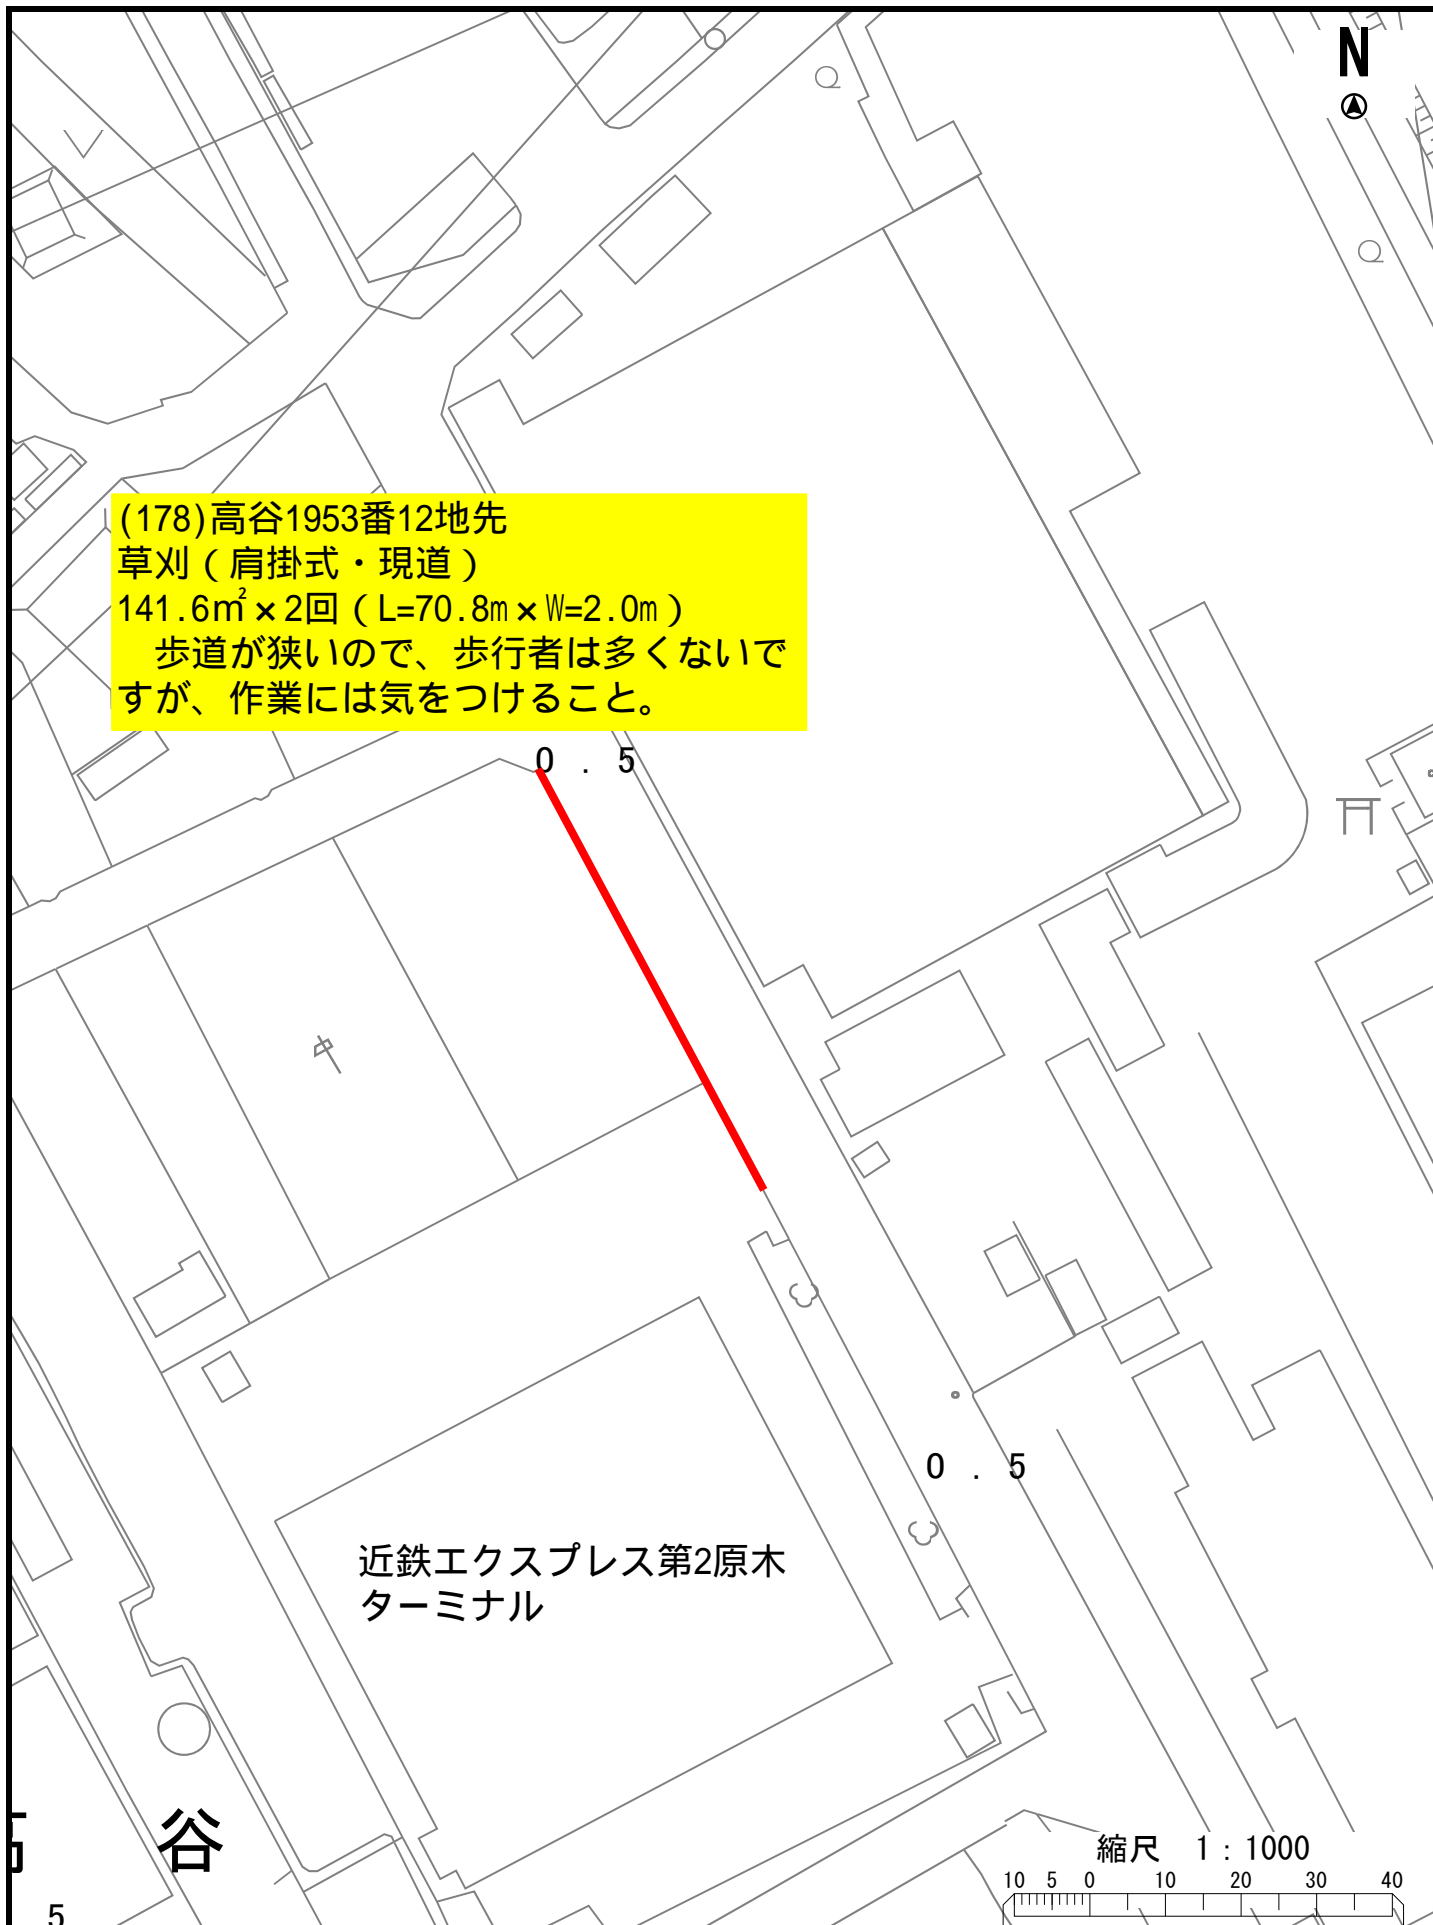 N
(178)高谷1953番12地先
草刈（肩掛式・現道）
141.6㎡×2回（L=70.8m×W=2.0m）
　歩道が狭いので、歩行者は多くないで
すが、作業には気をつけること。
0 . 5
0 . 5
近鉄エクスプレス第2原木
ターミナル
高 谷
5
縮尺　1：1000
10 5 0 10 20 30 40